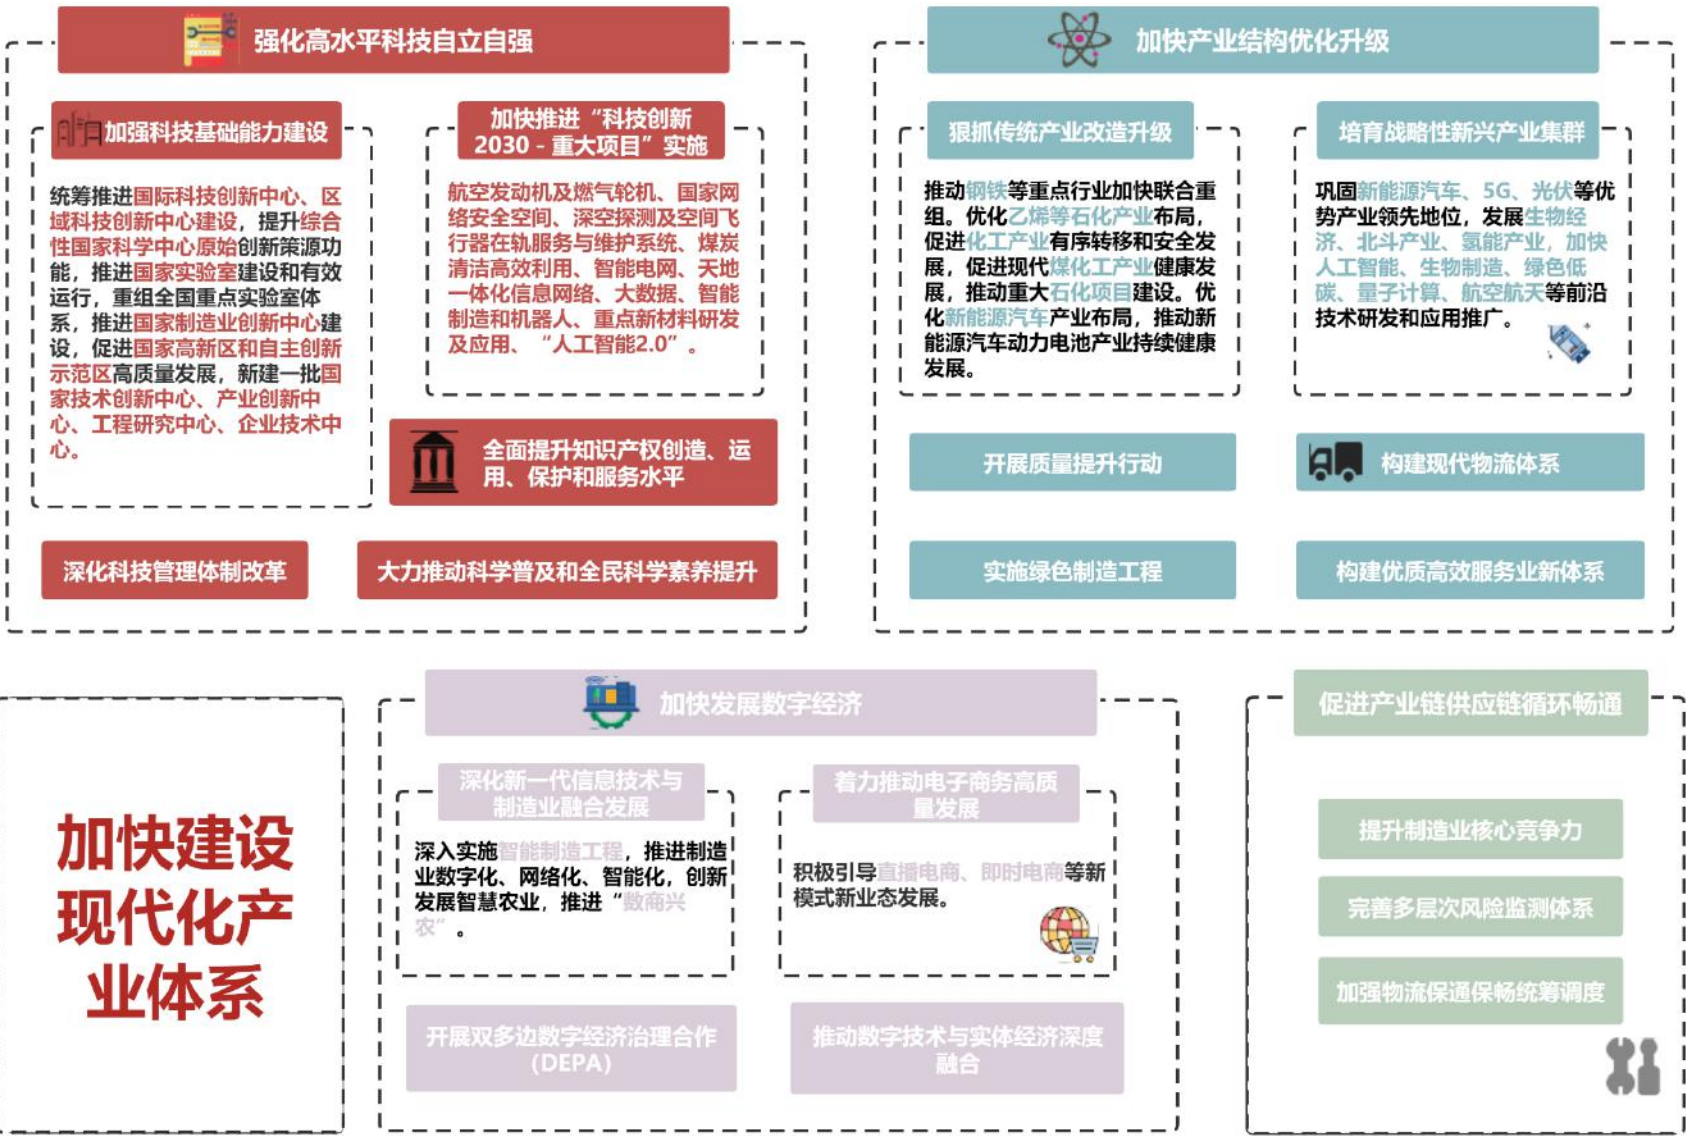 强化高水平科技自立自强
加强科技基础能力建设
统筹推进国际科技创新中心、区
域科技创新中心建设，提升综合
性国家科学中心原始创新策源功
能，推进国家实验室建设和有效
运行，重组全国重点实验室体
系，推进国家制造业创新中心建
设，促进国家高新区和自主创新
示范区高质量发展，新建一批国
家技术创新中心、产业创新中
心、工程研究中心、企业技术中
心。
加快推进“科技创新
2030－重大项目”实施
航空发动机及燃气轮机、国家网
络安全空间、深空探测及空间飞
行器在轨服务与维护系统、煤炭
清洁高效利用、智能电网、天地
一体化信息网络、大数据、智能
制造和机器人、重点新材料研发
及应用、“人工智能2.0”。
全面提升知识产权创造、运
用、保护和服务水平
深化科技管理体制改革
大力推动科学普及和全民科学素养提升
加快产业结构优化升级
狠抓传统产业改造升级
推动钢铁等重点行业加快联合重
组。优化乙烯等石化产业布局，
促进化工产业有序转移和安全发
展，促进现代煤化工产业健康发
展，推动重大石化项目建设。优
化新能源汽车产业布局，推动新
能源汽车动力电池产业持续健康
发展。
培育战略性新兴产业集群
巩固新能源汽车、5G、光伏等优
势产业领先地位，发展生物经
济、北斗产业、氢能产业，加快
人工智能、生物制造、绿色低
碳、量子计算、航空航天等前沿
技术研发和应用推广。
开展质量提升行动
构建现代物流体系
实施绿色制造工程
构建优质高效服务业新体系
加快建设
现代化产
业体系
加快发展数字经济
深化新一代信息技术与
制造业融合发展
深入实施智能制造工程，推进制造
业数字化、网络化、智能化，创新
发展智慧农业，推进“数商兴
农”。
着力推动电子商务高质
量发展
积极引导直播电商、即时电商等新
模式新业态发展。
开展双多边数字经济治理合作
(DEPA)
推动数字技术与实体经济深度
融合
促进产业链供应链循环畅通
提升制造业核心竞争力
完善多层次风险监测体系
加强物流保通保畅统筹调度